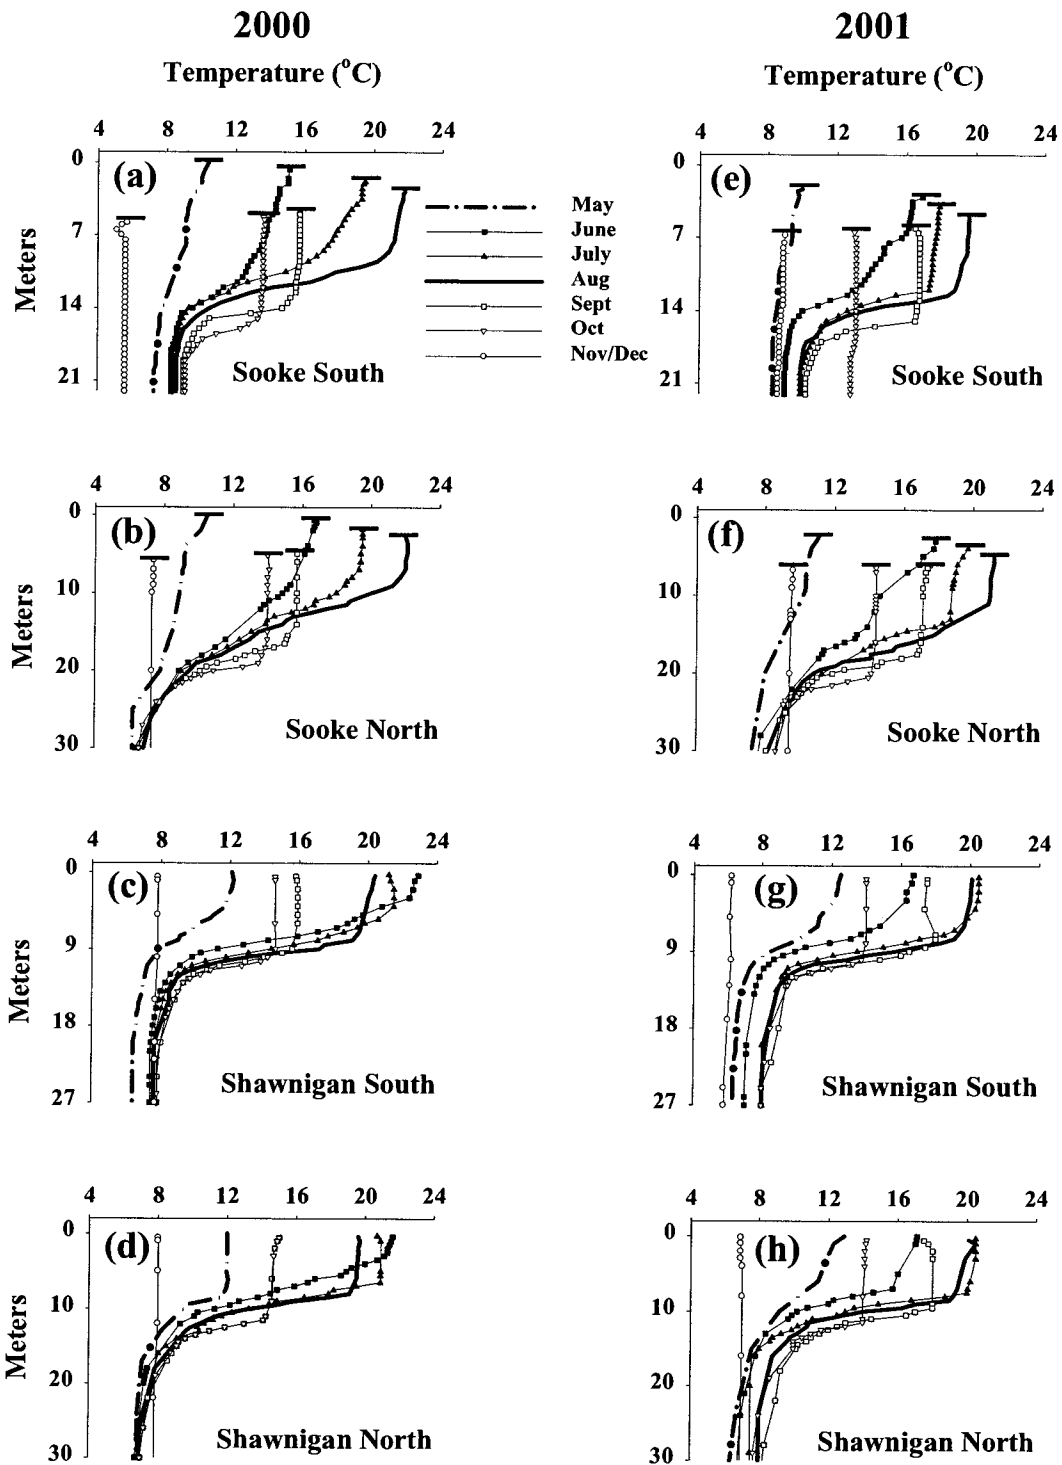 2000 2001
Temperature (°C) Temperature (°C)
4 8 12 16 20 24 4 8 12 16 20 24
0 (a) 0 (e)
May
June
7 7
July
Meters
Aug
14 Sept 14
Oct
Nov/Dec
21 Sooke South 21 Sooke South
4 8 12 16 20 24 4 8 12 16 20 24
0 (b) 0 (f)
10 10
Meters
20 20
30 Sooke North 30 Sooke North
4 8 12 16 20 24 4 8 12 16 20 24
0 (c) 0 (g)
9 9
Meters
18 18
Shawnigan South Shawnigan South
27 27
4 8 12 16 20 24 4 8 12 16 20 24
0 (d) 0 (h)
10 10
Meters
20 20
Shawnigan North Shawnigan North
30 30